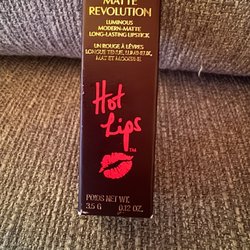 MATTE
REVOLUTION
LUMINOUS
MODERN-MATTE
LONG-LASTING LIPSTICK
UN ROUGE À LÈVRES
LONGUE TENUE, LUMINEUX,
MAT ET MODERNE
Hot
Lips
TM
POIDS NET WT.
3.5 G 0.12 OZ.